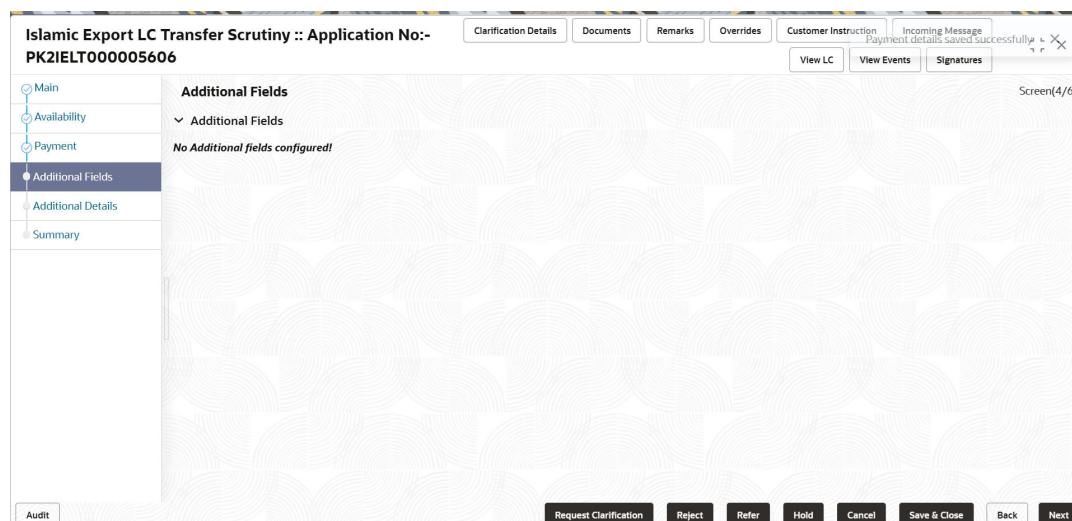 Islamic Export LC Transfer Scrutiny :: Application No:-
PK2IELT000005606
Clarification Details
Documents
Remarks
Overrides
Customer Instruction
Incoming Message
Payment details saved successfully.
View LC
View Events
Signatures
Main
Availability
Payment
Additional Fields
Additional Details
Summary
Additional Fields
Screen(4/6
Additional Fields
No Additional fields configured!
Audit
Request Clarification
Reject
Refer
Hold
Cancel
Save & Close
Back
Next